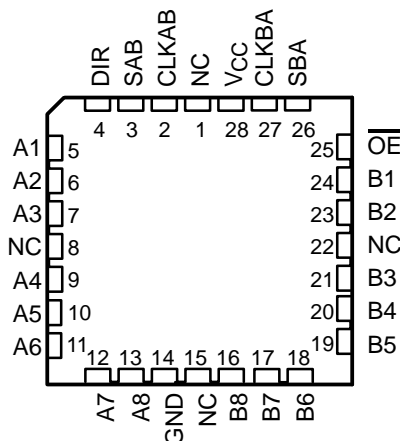 DIR SAB CLKAB NC VCC CLKBA SBA
4 3 2 1 28 27 26
A1 5 25 OE
A2 6 24 B1
A3 7 23 B2
NC 8 22 NC
A4 9 21 B3
A5 10 20 B4
A6 11 19 B5
12 13 14 15 16 17 18
A7 A8 GND NC B8 B7 B6